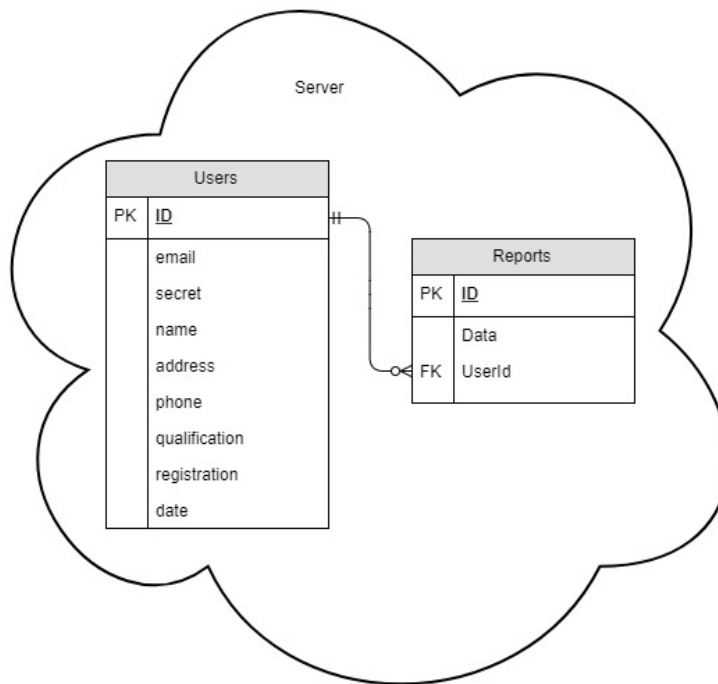 Server
Users
PK ID
email
secret
name
address
phone
qualification
registration
date
Reports
PK ID
Data
FK UserId